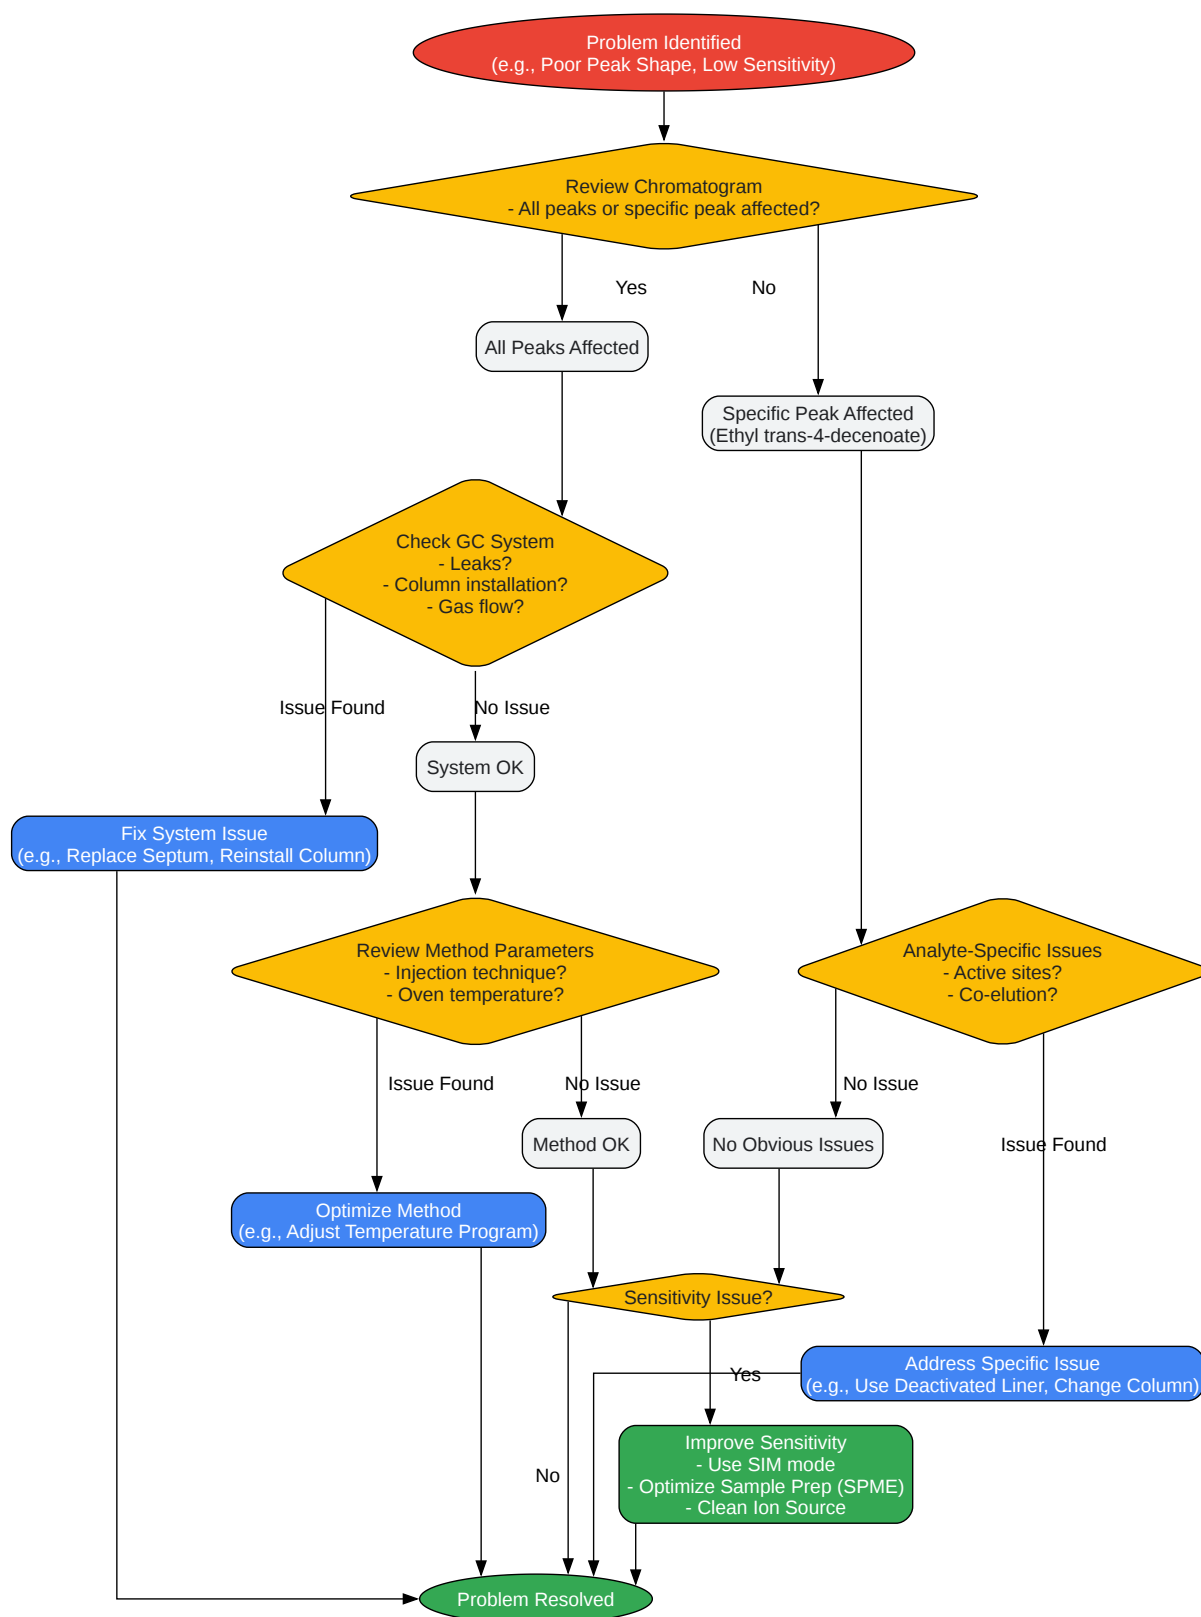 Problem Identified
(e.g., Poor Peak Shape, Low Sensitivity)
Review Chromatogram
- All peaks or specific peak affected?
Yes
No
All Peaks Affected
Specific Peak Affected
(Ethyl trans-4-decenoate)
Check GC System
- Leaks?
- Column installation?
- Gas flow?
Issue Found
No Issue
System OK
Fix System Issue
(e.g., Replace Septum, Reinstall Column)
Review Method Parameters
- Injection technique?
- Oven temperature?
Analyte-Specific Issues
- Active sites?
- Co-elution?
Issue Found
No Issue
No Issue
Method OK
No Obvious Issues
Issue Found
Optimize Method
(e.g., Adjust Temperature Program)
Sensitivity Issue?
Yes
Address Specific Issue
(e.g., Use Deactivated Liner, Change Column)
Improve Sensitivity
- Use SIM mode
- Optimize Sample Prep (SPME)
- Clean Ion Source
No
Problem Resolved